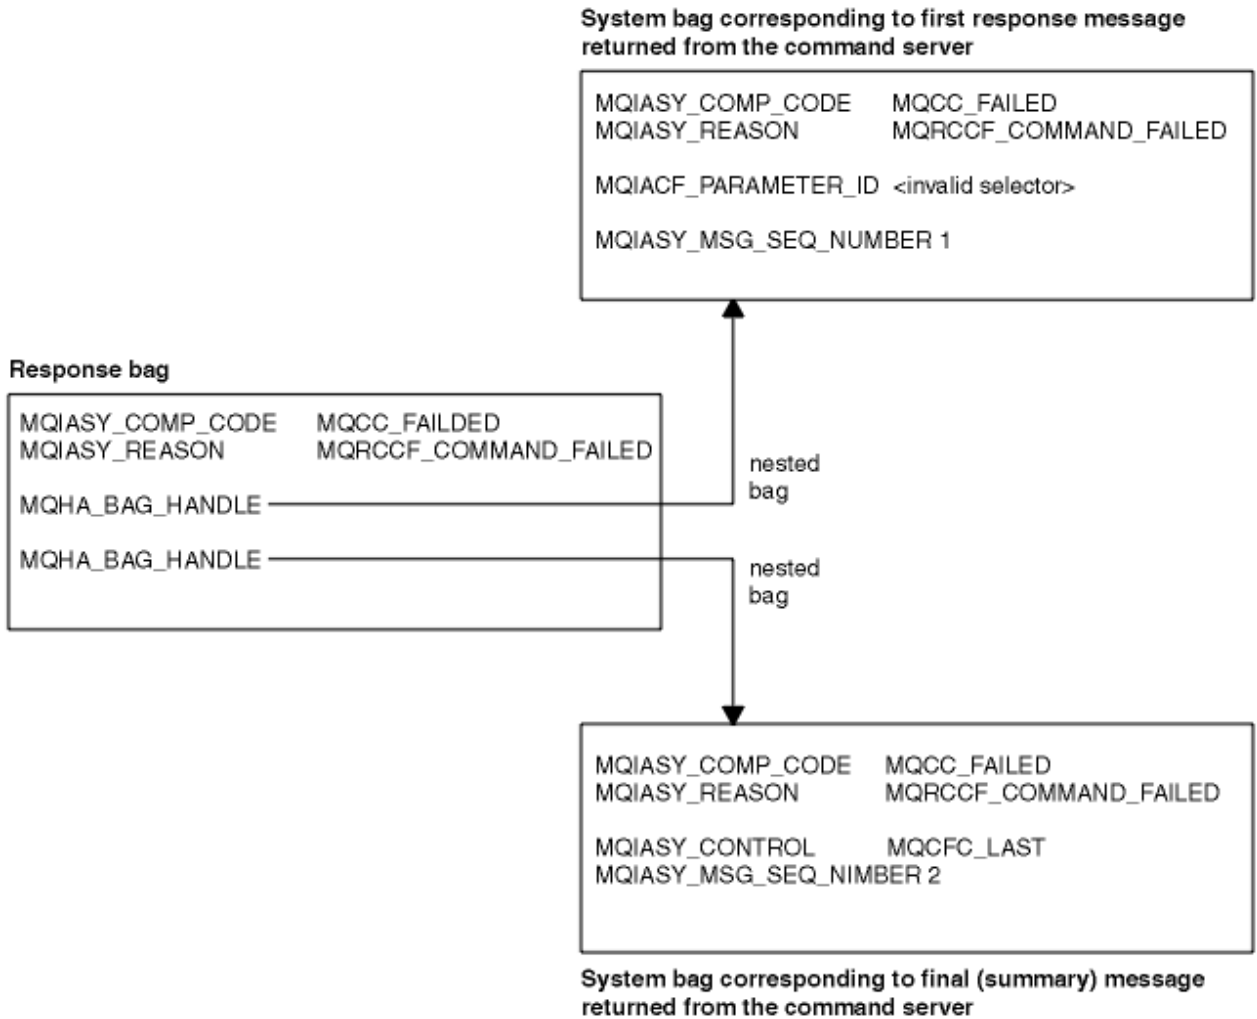 System bag corresponding to first response message
returned from the command server
MQIASY_COMP_CODE MQCC_FAILED
MQIASY_REASON MQRCCF_COMMAND_FAILED
MQIACF_PARAMETER_ID <invalid selector>
MQIASY_MSG_SEQ_NUMBER 1
Response bag
MQIASY_COMP_CODE MQCC_FAILDED
MQIASY_REASON MQRCCF_COMMAND_FAILED
MQHA_BAG_HANDLE
nested
bag
MQHA_BAG_HANDLE
nested
bag
MQIASY_COMP_CODE MQCC_FAILED
MQIASY_REASON MQRCCF_COMMAND_FAILED
MQIASY_CONTROL MQCFC_LAST
MQIASY_MSG_SEQ_NIMBER 2
System bag corresponding to final (summary) message
returned from the command server